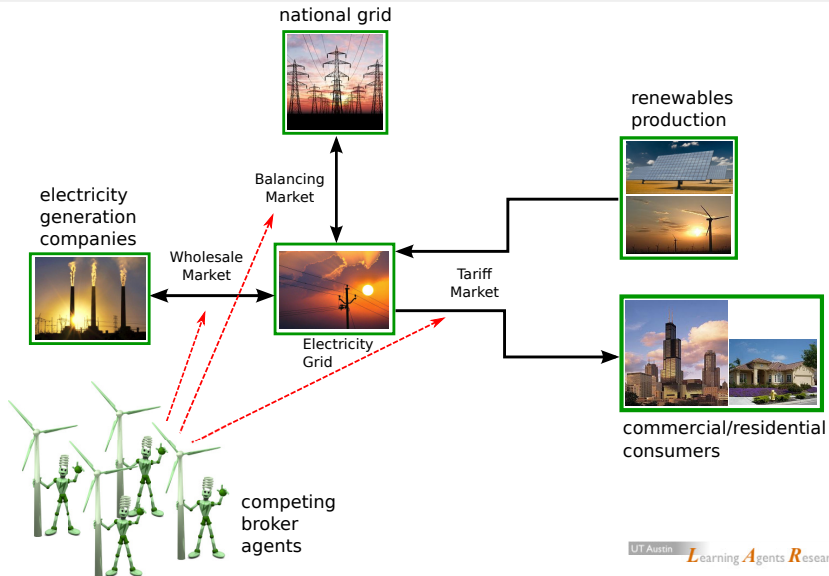 national grid
renewables
production
Balancing
Market
electricity
generation
companies
Wholesale
Market
Tariff
Market
Electricity
Grid
commercial/residential
consumers
competing
broker
agents
UT Austin
Learning Agents